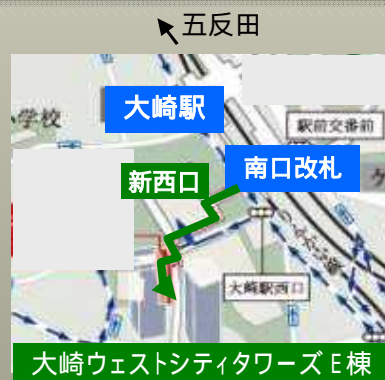 五反田
小学校
大崎駅
駅前交番前
新西口
南口改札
大崎駅西口
大崎ウェストシティタワーズE棟